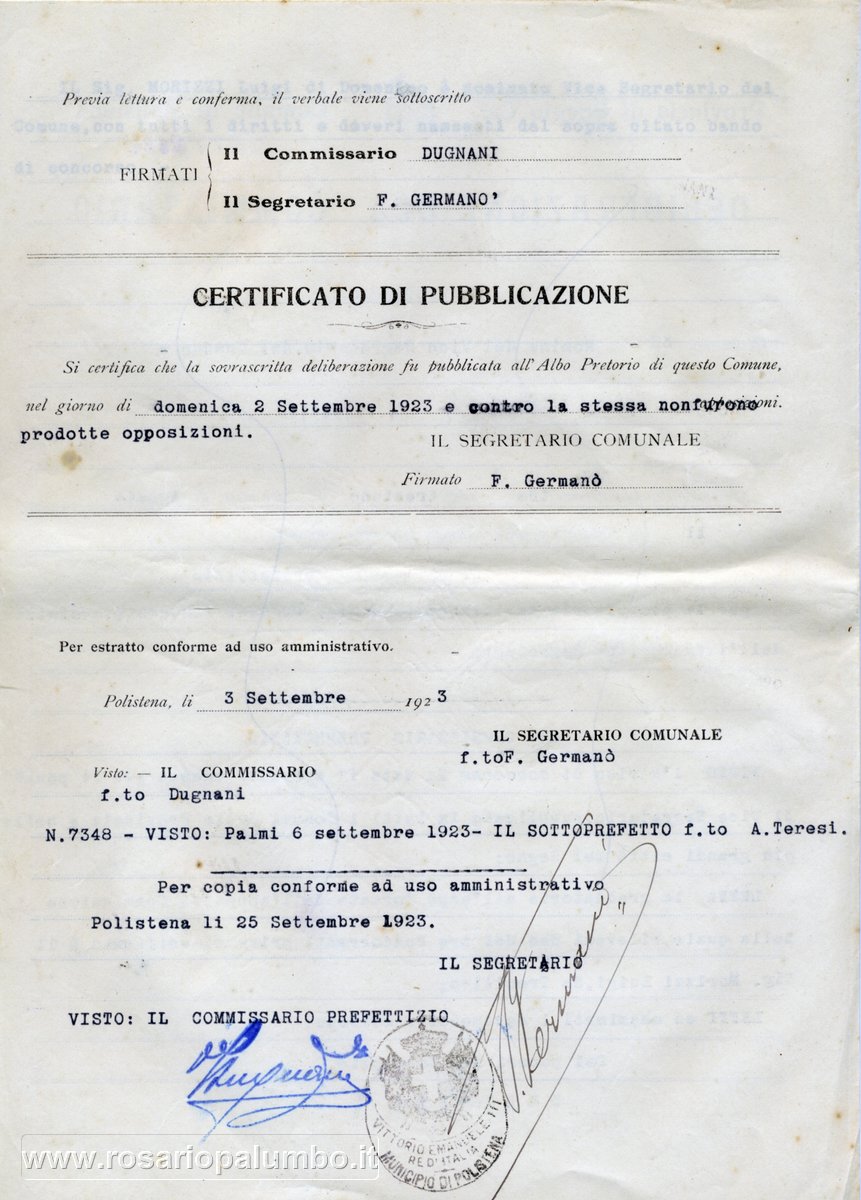 Previa lettura e conferma, il verbale viene sottoscritto
FIRMATI
Il Commissario DUGNANI
Il Segretario F. GERMANO'
CERTIFICATO DI PUBBLICAZIONE
Si certifica che la sovrascritta deliberazione fu pubblicata all'Albo Pretorio di questo Comune,
nel giorno di domenica 2 Settembre 1923 e contro la stessa nonfurono
prodotte opposizioni.
IL SEGRETARIO COMUNALE
Firmato F. Germanò
Per estratto conforme ad uso amministrativo.
Polistena, li 3 Settembre 1923
IL SEGRETARIO COMUNALE
f.toF. Germanò
Visto: — IL COMMISSARIO
f.to Dugnani
N.7348 - VISTO: Palmi 6 settembre 1923- IL SOTTOPREFETTO f.to A.Teresi.
Per copia conforme ad uso amministrativo
Polistena li 25 Settembre 1923.
IL SEGRETARIO
F. Germanò
VISTO: IL COMMISSARIO PREFETTIZIO
Dugnani
VITTORIO EMANUELE III
RE D'ITALIA
MUNICIPIO DI POLISTENA
www.rosariopalumbo.it